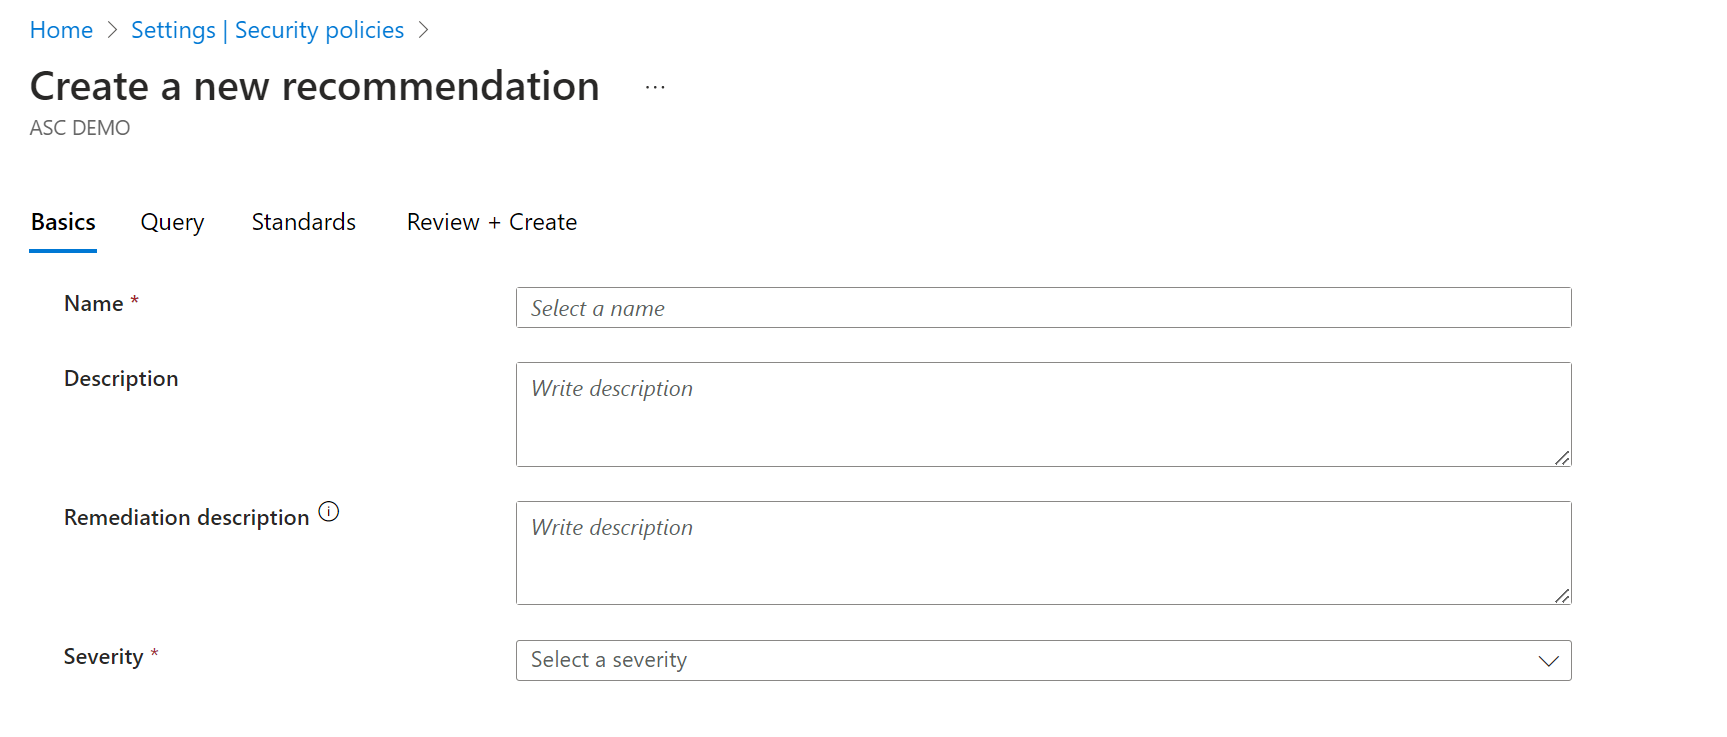 Home > Settings | Security policies >
Create a new recommendation ...
ASC DEMO
Basics Query Standards Review + Create
Name * Select a name
Description Write description
Remediation description Write description
Severity * Select a severity